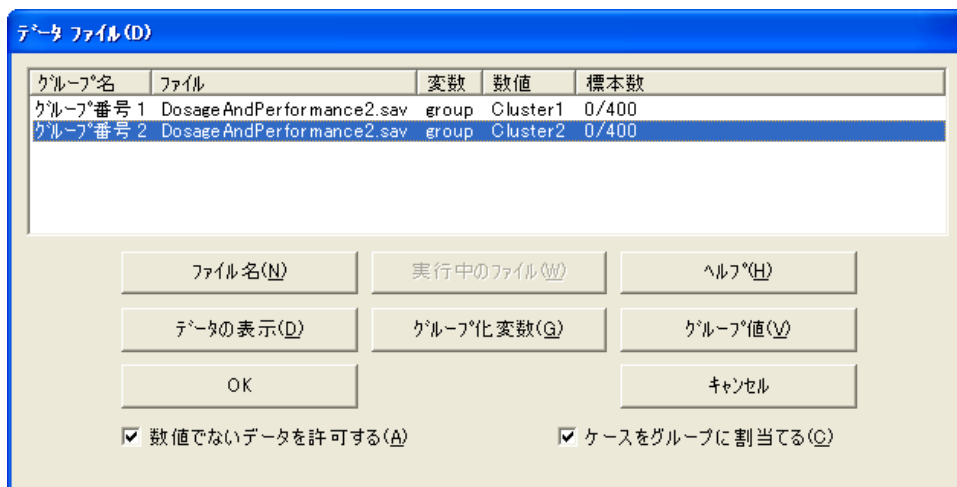 データ ファイル(D)
グループ名 ファイル 変数 数値 標本数
グループ番号 1 DosageAndPerformance2.sav group Cluster1 0/400
グループ番号 2 DosageAndPerformance2.sav group Cluster2 0/400
ファイル名(N) 実行中のファイル(W) ヘルプ(H)
データの表示(D) グループ化変数(G) グループ値(V)
OK キャンセル
数値でないデータを許可する(A) ケースをグループに割当てる(C)